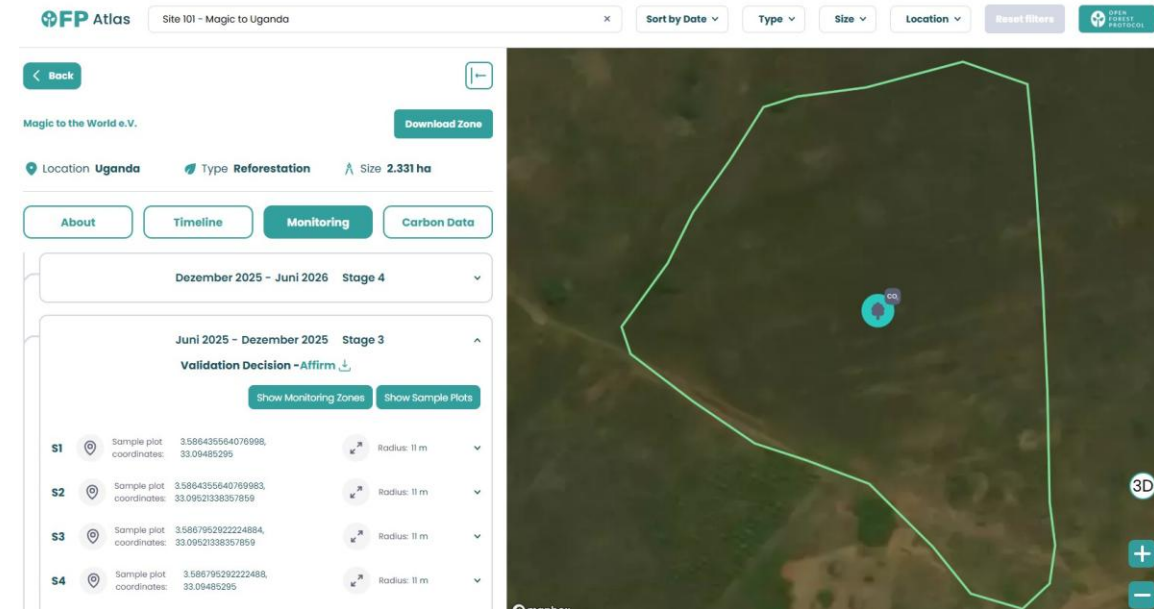 OFP Atlas
Site 101 - Magic to Uganda
×
Sort by Date
Type
Size
Location
Reset filters
OPEN
FOREST
PROTOCOL
Back
Magic to the World e.V.
Download Zone
Location Uganda
Type Reforestation
Size 2.331 ha
About
Timeline
Monitoring
Carbon Data
Dezember 2025 - Juni 2026 Stage 4
Juni 2025 - Dezember 2025 Stage 3
Validation Decision -Affirm
Show Monitoring Zones
Show Sample Plots
S1
Sample plot
coordinates:
3.586435564076998,
33.09485295
Radius: 11 m
S2
Sample plot
coordinates:
3.5864355640769983,
33.09521338357859
Radius: 11 m
S3
Sample plot
coordinates:
3.5867952922224884,
33.09521338357859
Radius: 11 m
S4
Sample plot
coordinates:
3.586795292222488,
33.09485295
Radius: 11 m
CO₂
3D
+
−
mapbox